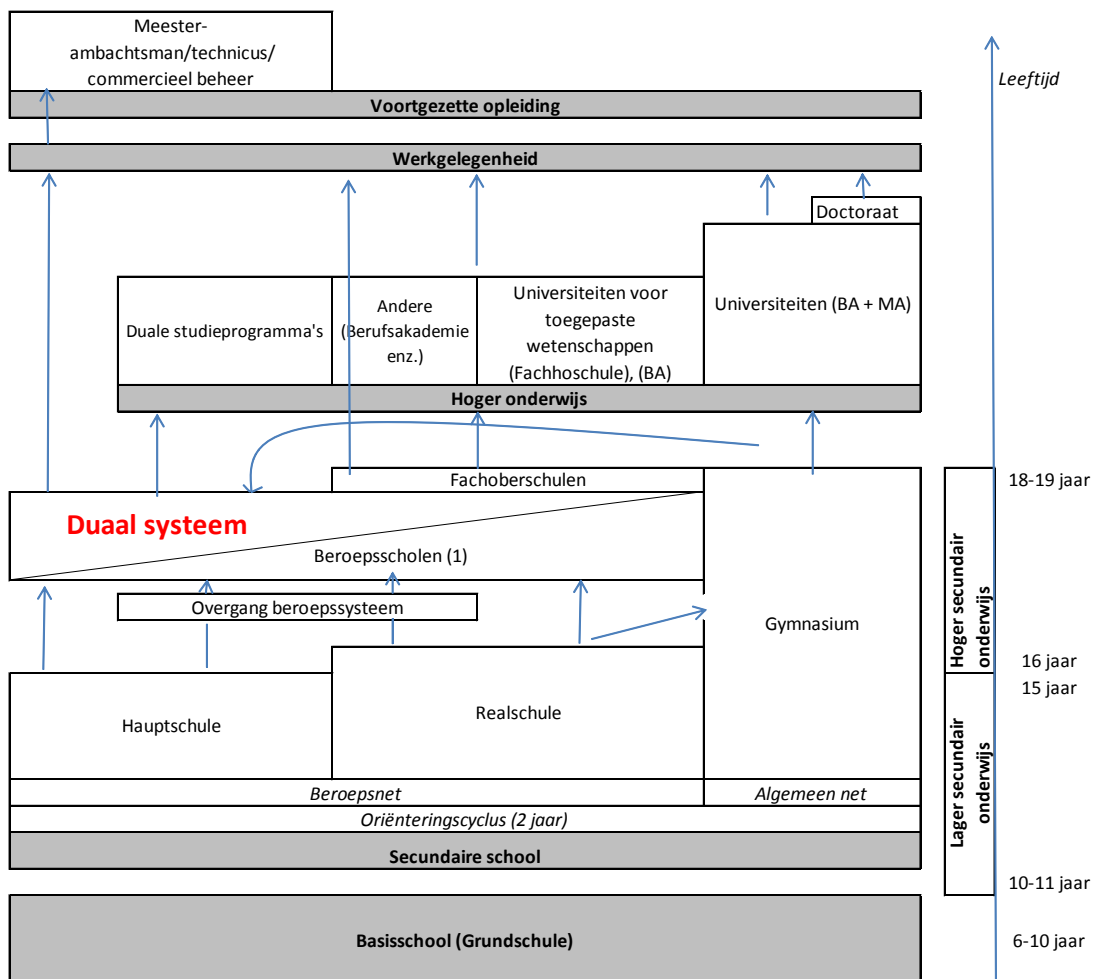 Meester-
ambachtsman/technicus/
commercieel beheer
Leeftijd
Voortgezette opleiding
Werkgelegenheid
Doctoraat
Duale studieprogramma's
Andere
(Berufsakademie
enz.)
Universiteiten voor
toegepaste
wetenschappen
(Fachhoschule), (BA)
Universiteiten (BA + MA)
Hoger onderwijs
Fachoberschulen
18-19 jaar
Duaal systeem
Beroepsscholen (1)
Overgang beroepssysteem
Gymnasium
Hoger secundair
onderwijs
16 jaar
15 jaar
Hauptschule
Realschule
Lager secundair
onderwijs
Beroepsnet
Algemeen net
Oriënteringscyclus (2 jaar)
Secundaire school
10-11 jaar
Basisschool (Grundschule)
6-10 jaar